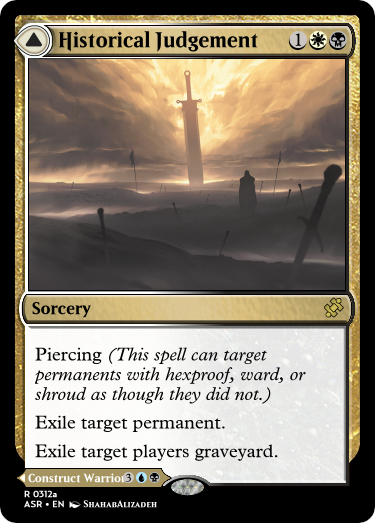 Historical Judgement 1
Sorcery
Piercing (This spell can target
permanents with hexproof, ward, or
shroud as though they did not.)
Exile target permanent.
Exile target players graveyard.
Construct Warrior 3
R 0312a
ASR • EN ShahabAlizadeh